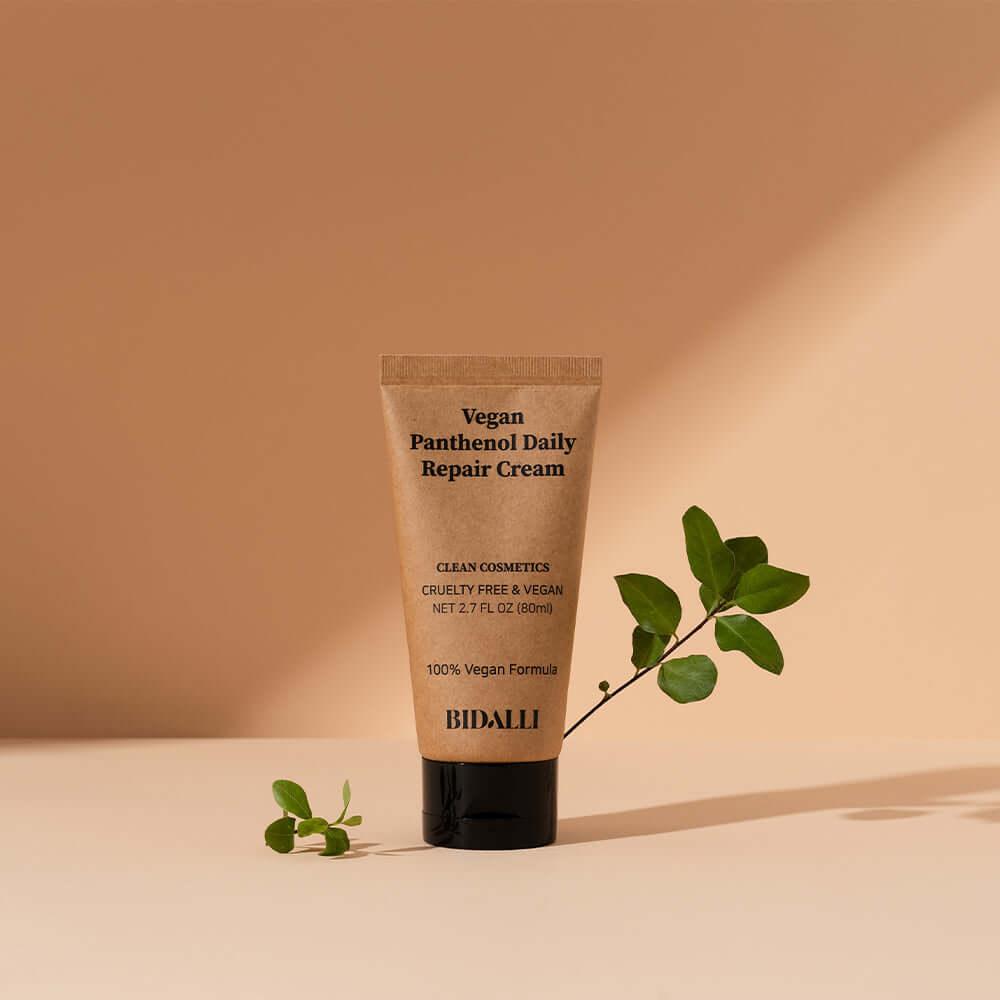 Vegan
Panthenol Daily
Repair Cream
CLEAN COSMETICS
CRUELTY FREE & VEGAN
NET 2.7 FL OZ (80ml)
100% Vegan Formula
BIDALLI